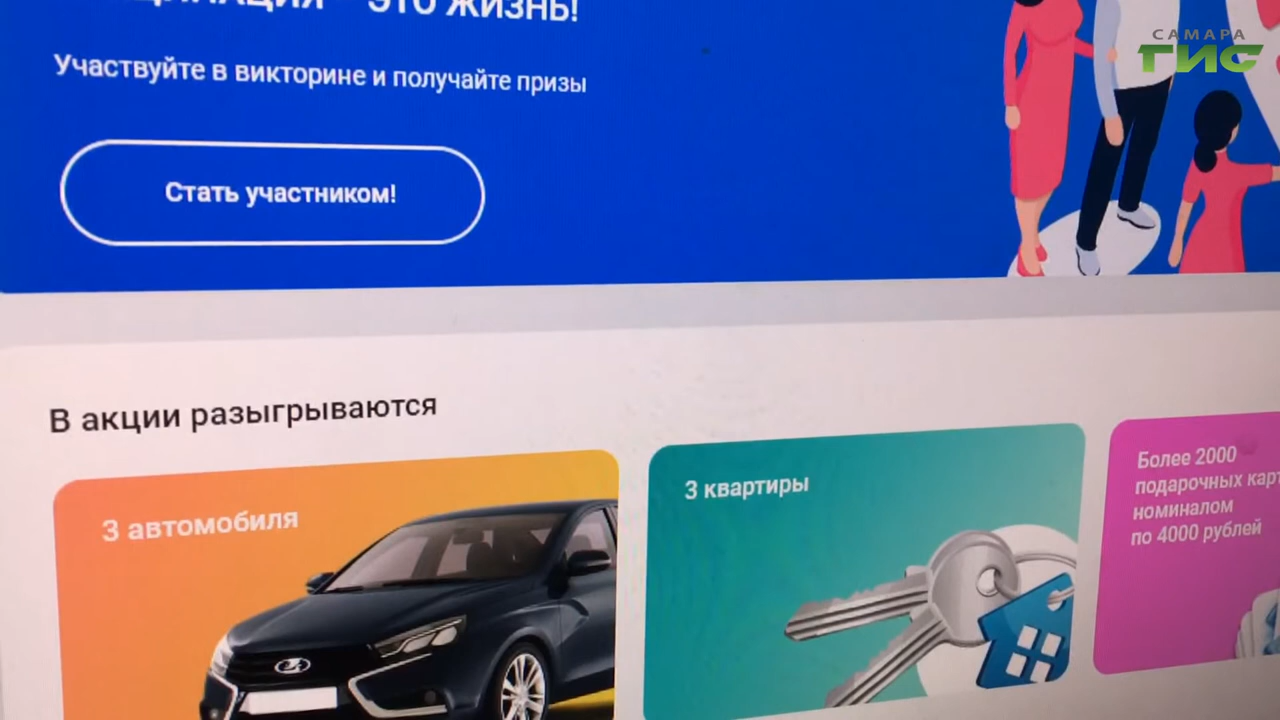 ЭТО ЖИЗНЬ!
САМАРА
ГИС
Участвуйте в викторине и получайте призы
Стать участником!
В акции разыгрываются
3 автомобиля
3 квартиры
Более 2000
подарочных
номиналом
по 4000 рублей